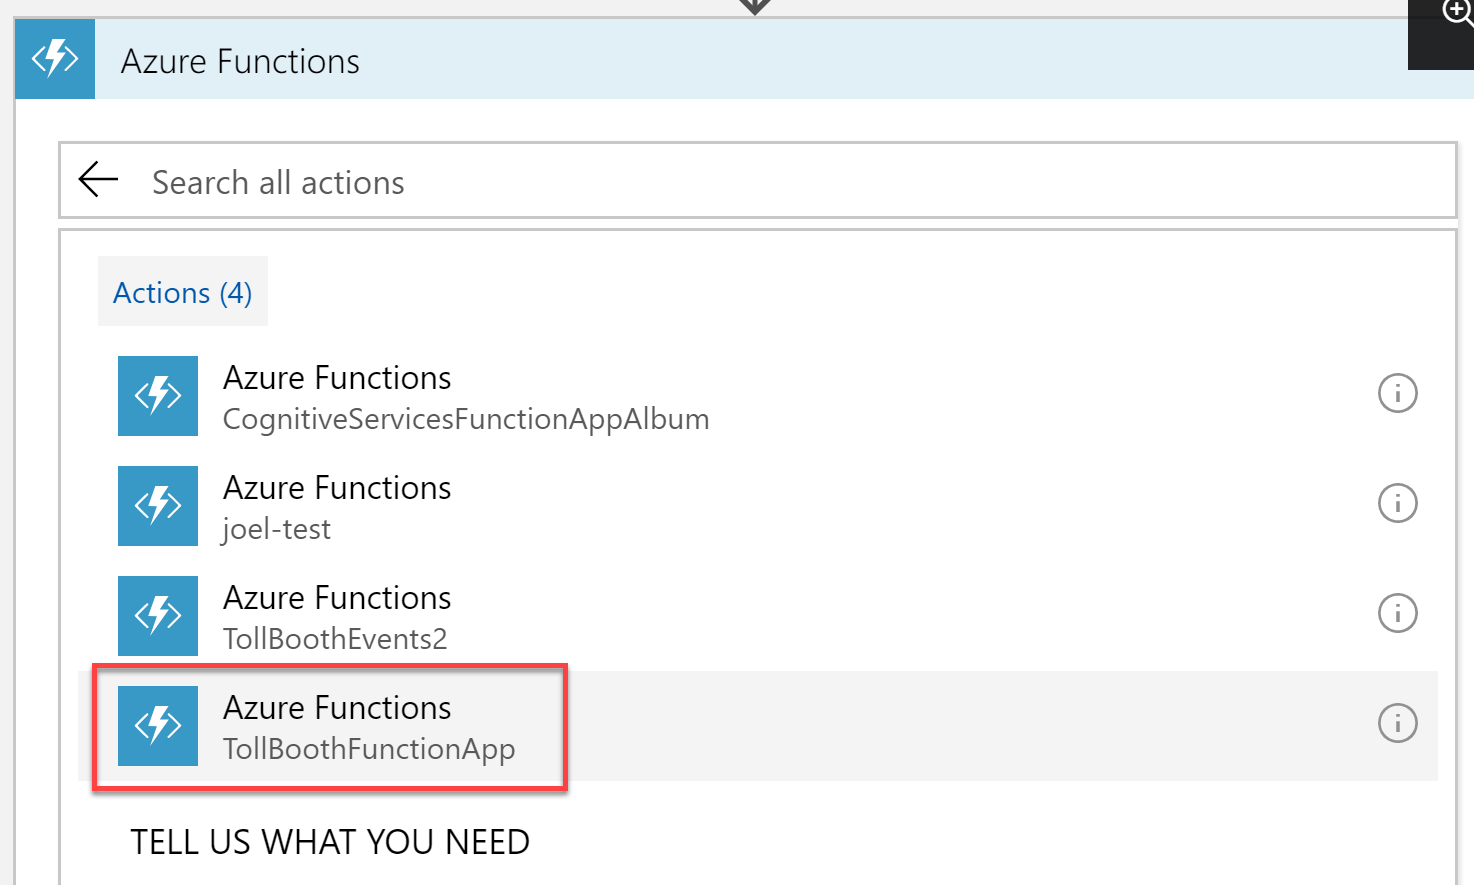 Azure Functions
Search all actions
Actions (4)
Azure Functions
CognitiveServicesFunctionAppAlbum
Azure Functions
joel-test
Azure Functions
TollBoothEvents2
Azure Functions
TollBoothFunctionApp
TELL US WHAT YOU NEED